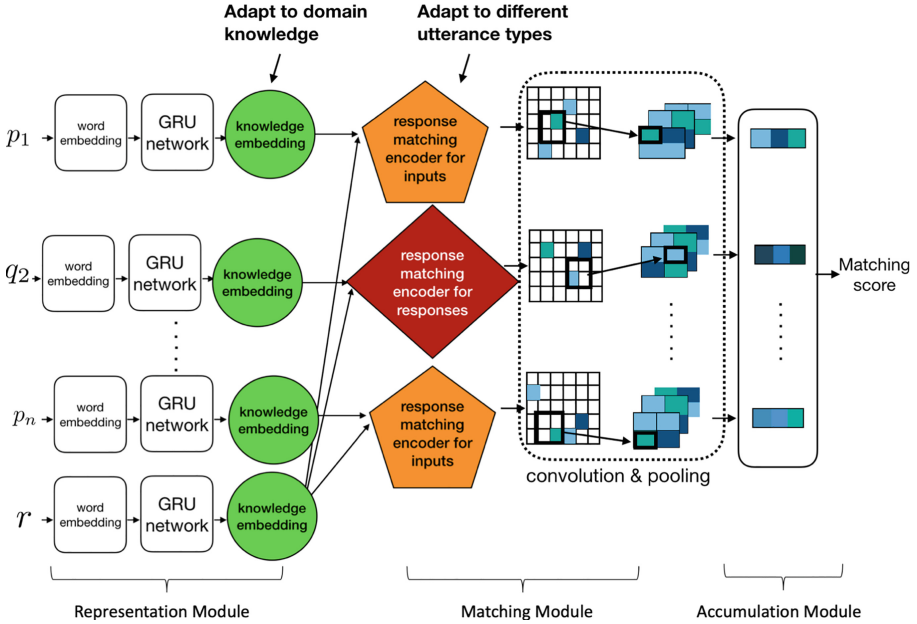 Adapt to domain
knowledge
Adapt to different
utterance types
p1
word
embedding
GRU
network
knowledge
embedding
response
matching
encoder for
inputs
q2
word
embedding
GRU
network
knowledge
embedding
response
matching
encoder for
responses
Matching
score
pn
word
embedding
GRU
network
knowledge
embedding
response
matching
encoder for
inputs
convolution & pooling
r
word
embedding
GRU
network
knowledge
embedding
Representation Module
Matching Module
Accumulation Module